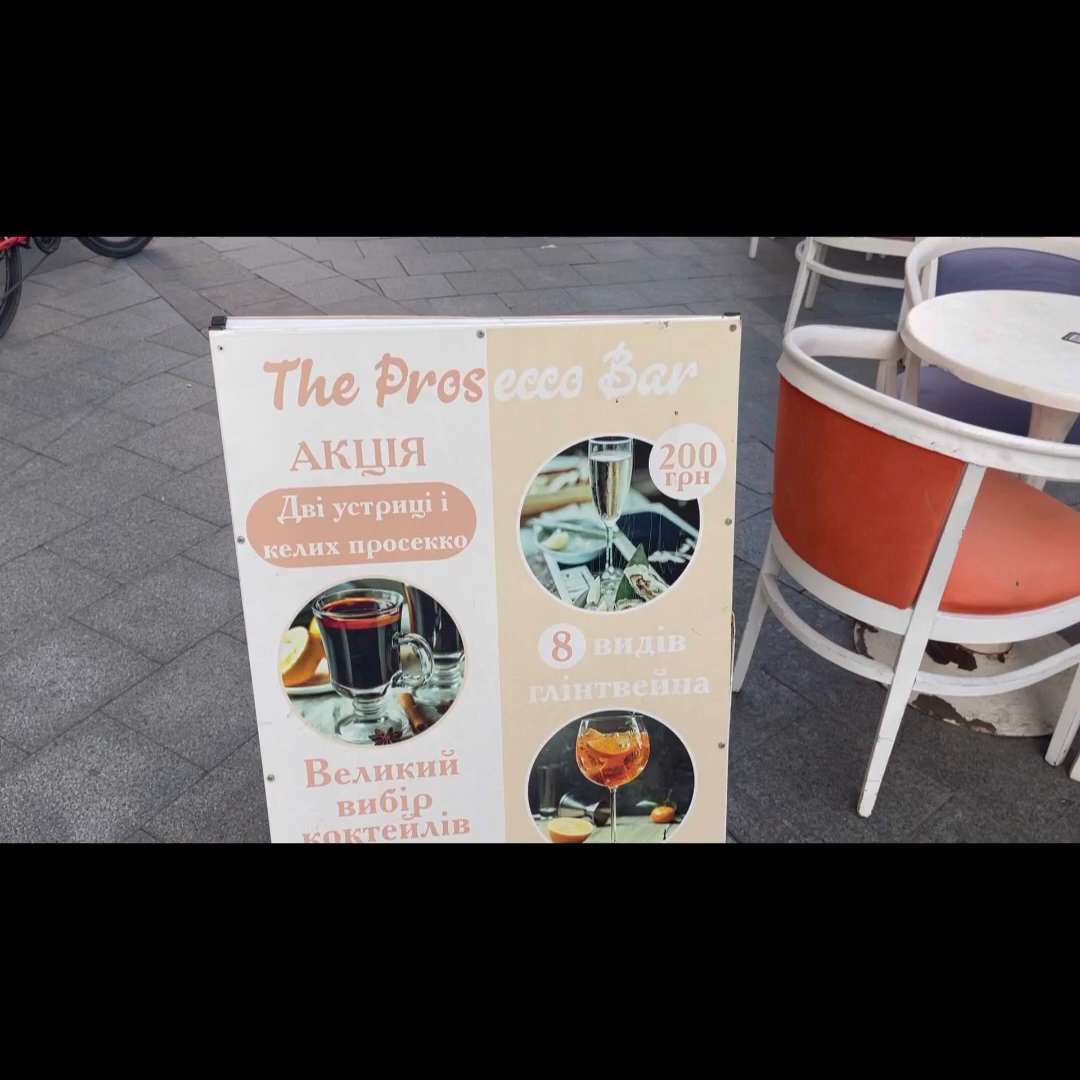 The Prosecco Bar
АКЦІЯ
Дві устриці і
келих просекко
200
грн
8 видів
глінтвейна
Великий
вибір
коктейлів